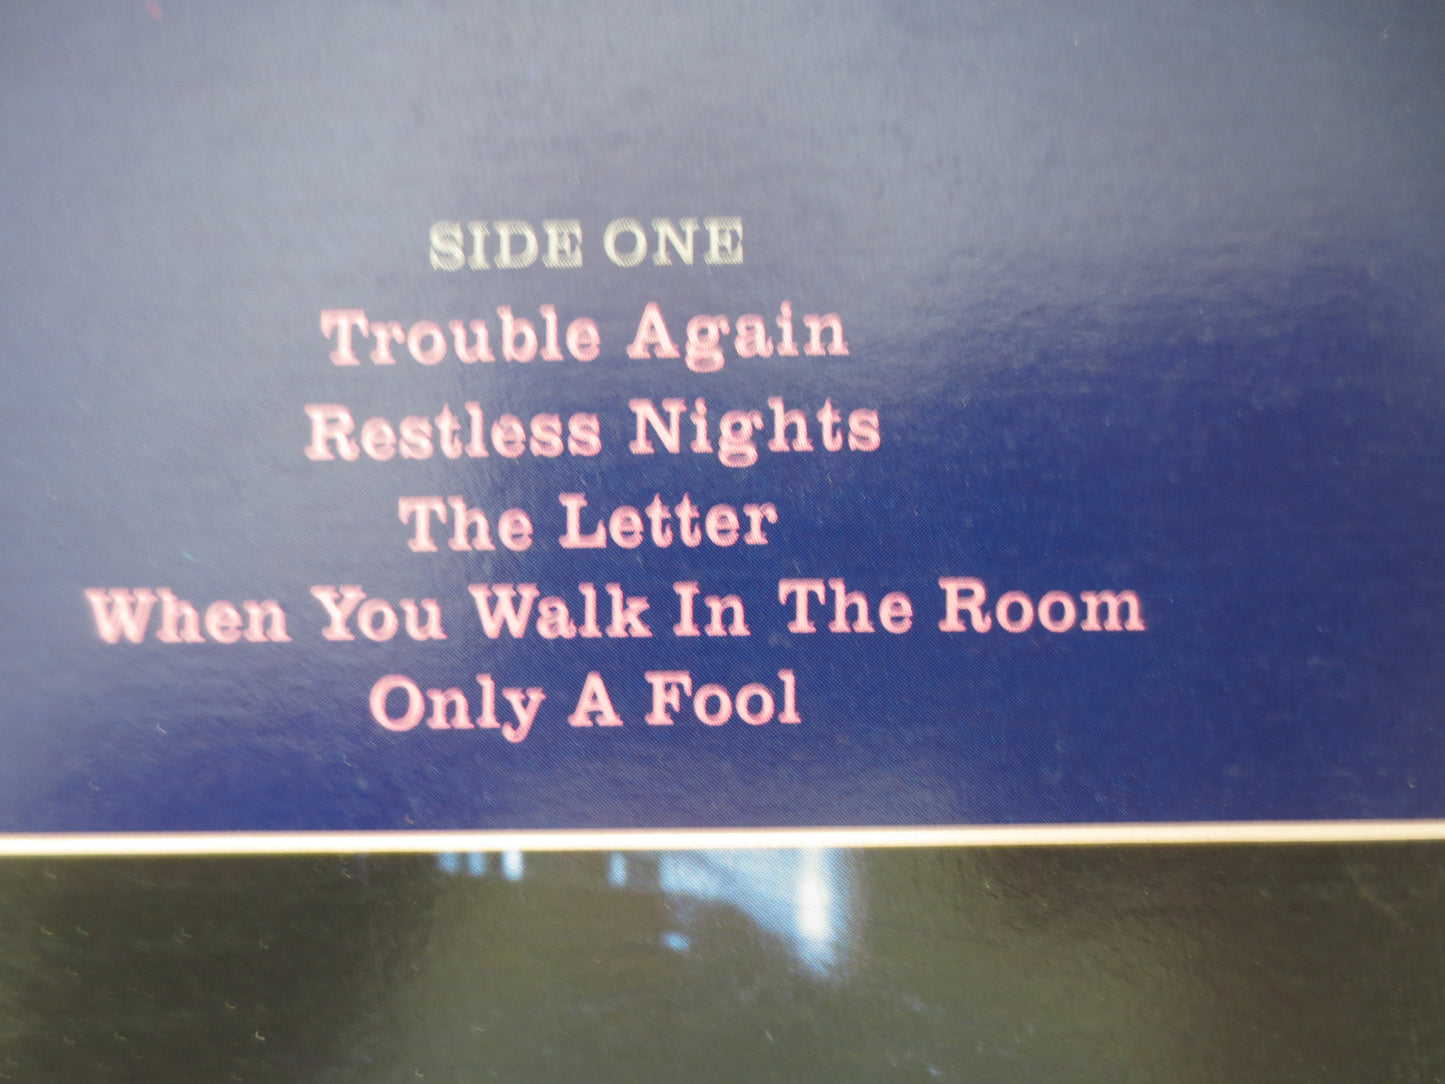 SIDE ONE
Trouble Again
Restless Nights
The Letter
When You Walk In The Room
Only A Fool